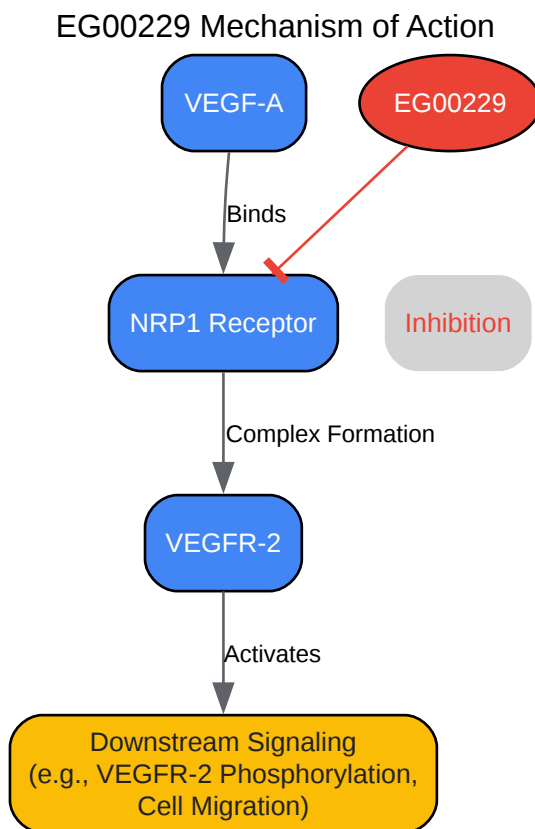 EG00229 Mechanism of Action
VEGF-A
EG00229
Binds
NRP1 Receptor
Inhibition
Complex Formation
VEGFR-2
Activates
Downstream Signaling
(e.g., VEGFR-2 Phosphorylation,
Cell Migration)